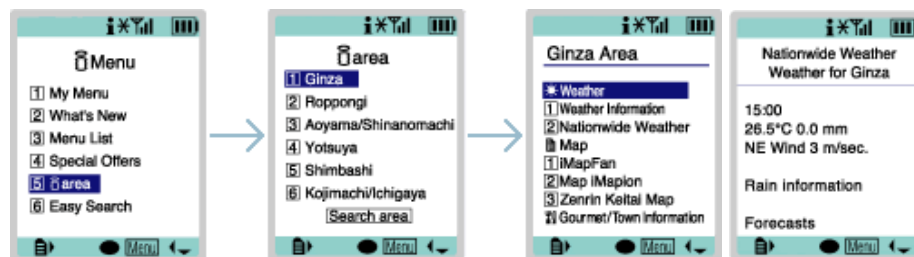 Menu
1 My Menu
2 What's New
3 Menu List
4 Special Offers
5 area
6 Easy Search
Menu
area
1 Ginza
2 Roppongi
3 Aoyama/Shinanomachi
4 Yotsuya
5 Shimbashi
6 Kojimachi/Ichigaya
Search area
Menu
Ginza Area
Weather
1 Weather Information
2 Nationwide Weather
Map
1 iMapFan
2 Map iMapion
3 Zenrin Keitai Map
Gourmet/Town Information
Menu
Nationwide Weather
Weather for Ginza
15:00
26.5°C 0.0 mm
NE Wind 3 m/sec.
Rain information
Forecasts
Menu